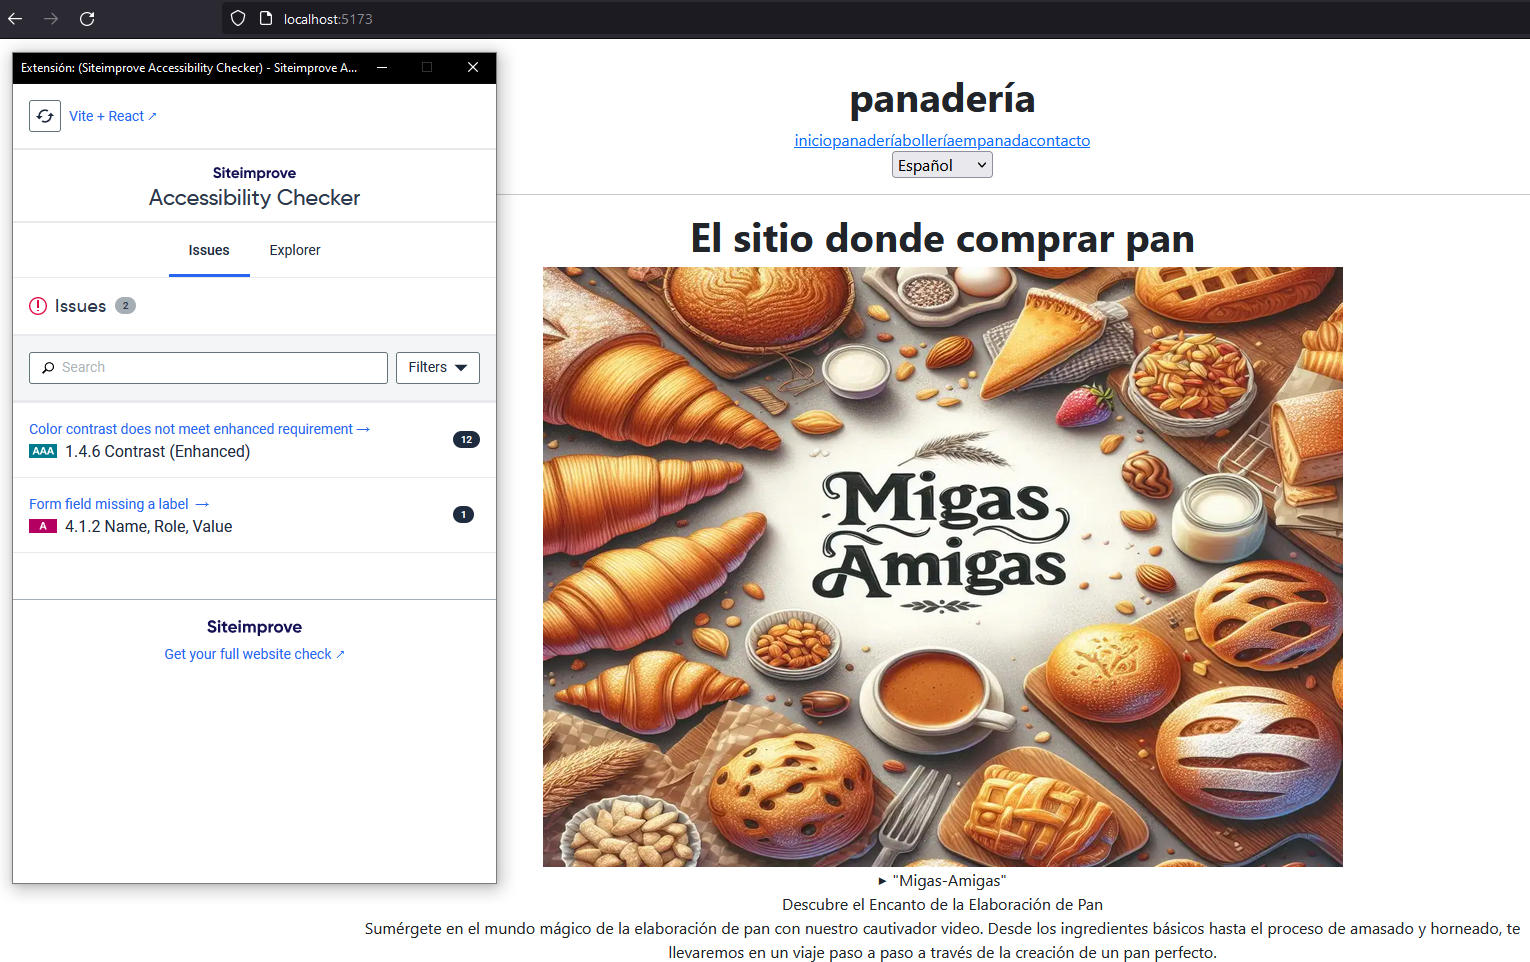 localhost:5173
Extensión: (Siteimprove Accessibility Checker) - Siteimprove A...
Vite + React
Siteimprove
Accessibility Checker
Issues
Explorer
Issues 2
Search
Filters
Color contrast does not meet enhanced requirement
12
AAA 1.4.6 Contrast (Enhanced)
Form field missing a label
1
A 4.1.2 Name, Role, Value
Siteimprove
Get your full website check
panadería
iniciopanaderíabolleríaempanadacontacto
Español
El sitio donde comprar pan
Migas
Amigas
"Migas-Amigas"
Descubre el Encanto de la Elaboración de Pan
Sumérgete en el mundo mágico de la elaboración de pan con nuestro cautivador video. Desde los ingredientes básicos hasta el proceso de amasado y horneado, te
llevaremos en un viaje paso a paso a través de la creación de un pan perfecto.